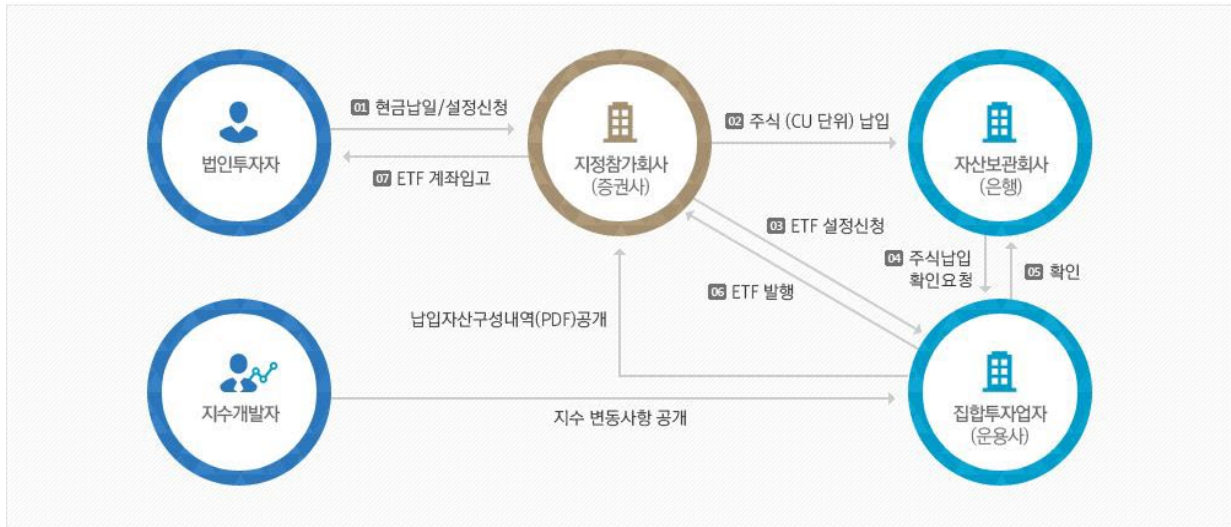 01 현금납일/설정신청
02 주식 (CU 단위) 납입
법인투자자
지정참가회사
(증권사)
자산보관회사
(은행)
07 ETF 계좌입고
03 ETF 설정신청
04 주식납입
확인요청
05 확인
06 ETF 발행
납입자산구성내역(PDF)공개
지수개발자
지수 변동사항 공개
집합투자업자
(운용사)